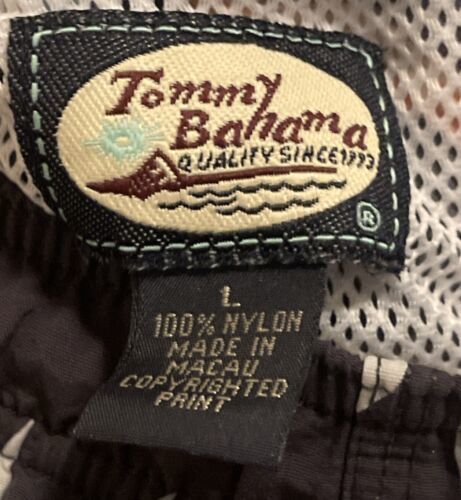 Tommy
Bahama
QUALITY SINCE 1993
®
L
100% NYLON
MADE IN
MACAU
COPYRIGHTED
PRINT